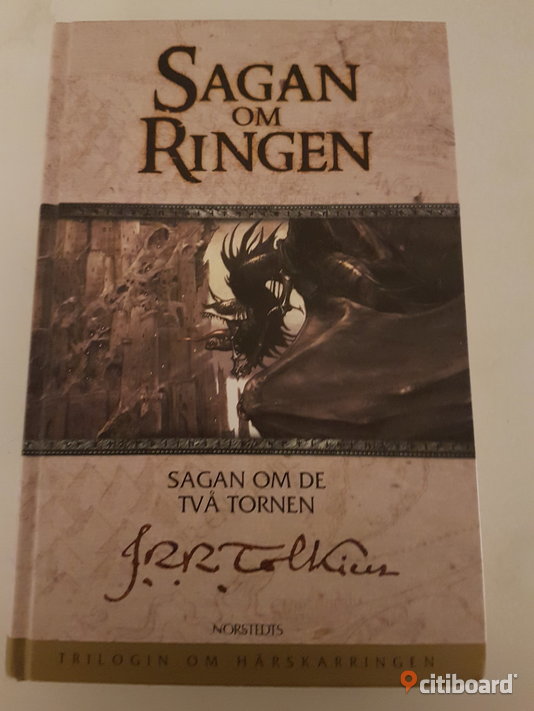 SAGAN
OM
RINGEN
SAGAN OM DE
TVÅ TORNEN
J.R.R. Tolkien
NORSTEDTS
TRILOGIN OM HÄRSKARRINGEN
citiboard